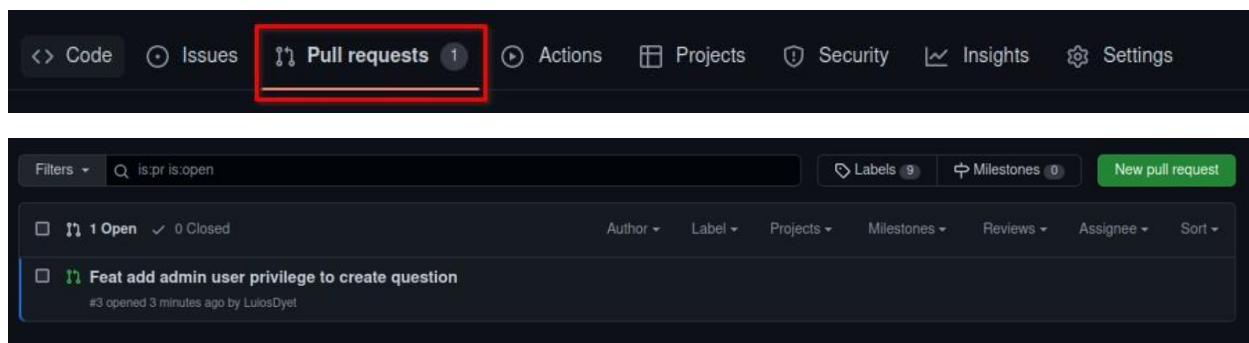 <> Code Issues Pull requests 1 Actions Projects Security Insights Settings
Filters is:pr is:open Labels 9 Milestones 0 New pull request
1 Open 0 Closed Author Label Projects Milestones Reviews Assignee Sort
Feat add admin user privilege to create question
#3 opened 3 minutes ago by LuiosDyet